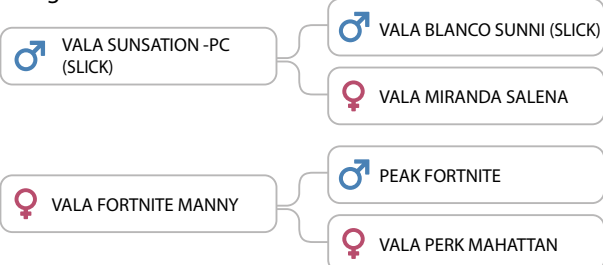 VALA SUNSATION -PC
(SLICK)
VALA BLANCO SUNNI (SLICK)
VALA MIRANDA SALENA
VALA FORTNITE MANNY
PEAK FORTNITE
VALA PERK MAHATTAN